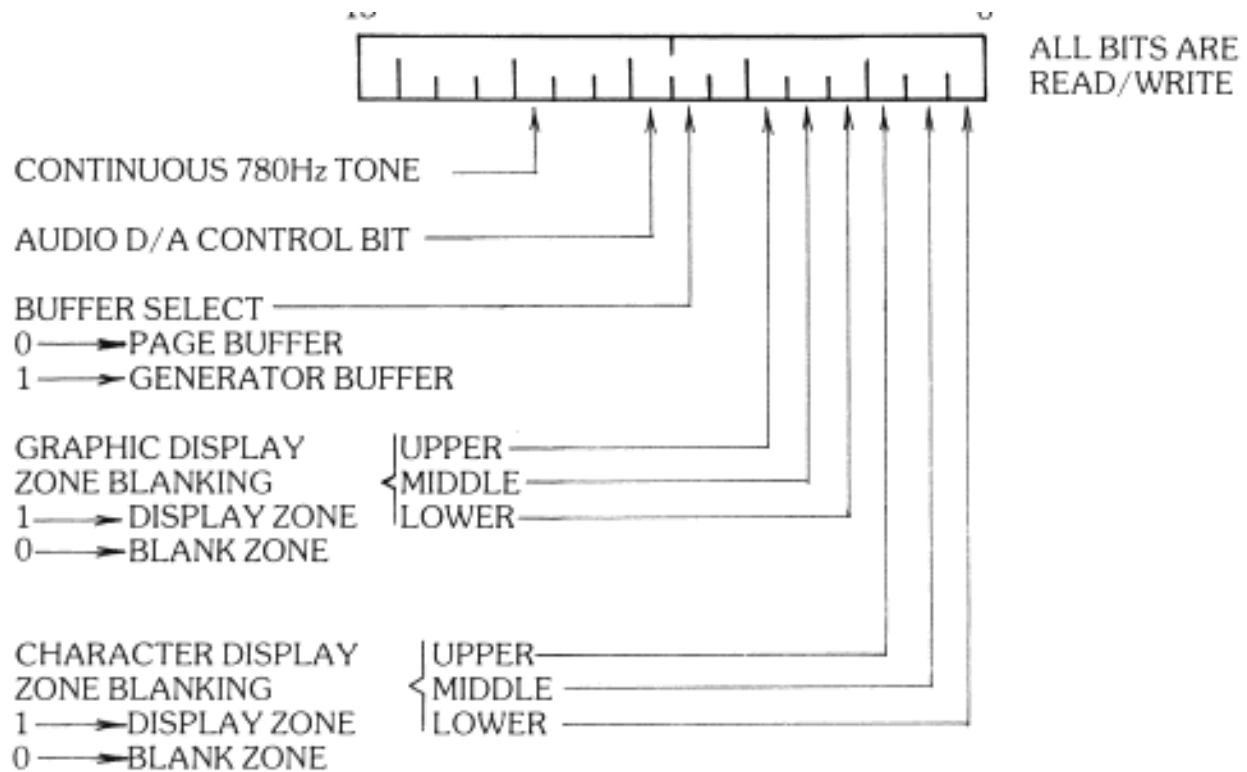 ALL BITS ARE
READ/WRITE
CONTINUOUS 780Hz TONE
AUDIO D/A CONTROL BIT
BUFFER SELECT
0 → PAGE BUFFER
1 → GENERATOR BUFFER
GRAPHIC DISPLAY UPPER
ZONE BLANKING MIDDLE
1 → DISPLAY ZONE LOWER
0 → BLANK ZONE
CHARACTER DISPLAY UPPER
ZONE BLANKING MIDDLE
1 → DISPLAY ZONE LOWER
0 → BLANK ZONE